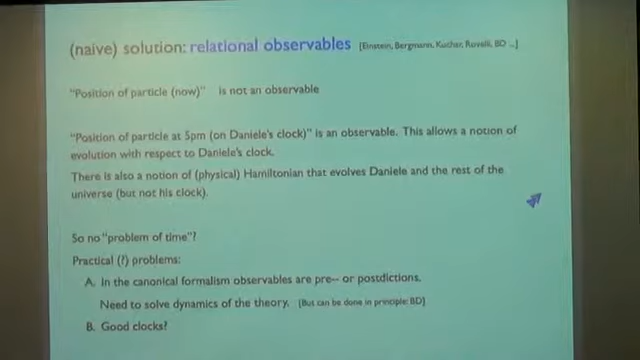 (naive) solution: relational observables [Einstein, Bergmann, Kuchar, Rovelli, BD ...]
"Position of particle (now)" is not an observable
"Position of particle at 5pm (on Daniele's clock)" is an observable. This allows a notion of
evolution with respect to Daniele's clock.
There is also a notion of (physical) Hamiltonian that evolves Daniele and the rest of the
universe (but not his clock).
So no "problem of time"?
Practical (?) problems:
A. In the canonical formalism observables are pre-- or postdictions.
Need to solve dynamics of the theory. [But can be done in principle: BD]
B. Good clocks?